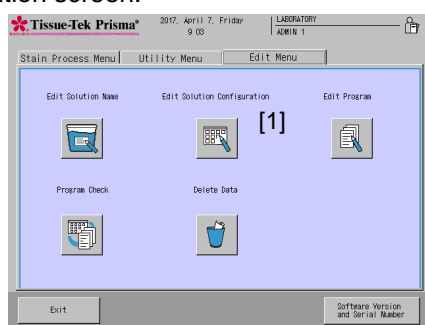 ation screen.
Tissue-Tek Prisma®
2017, April 7, Friday
9 03
LABORATORY
ADMIN 1
Stain Process Menu
Utility Menu
Edit Menu
Edit Solution Name
Edit Solution Configuration
Edit Program
[1]
Program Check
Delete Data
Exit
Software Version
and Serial Number